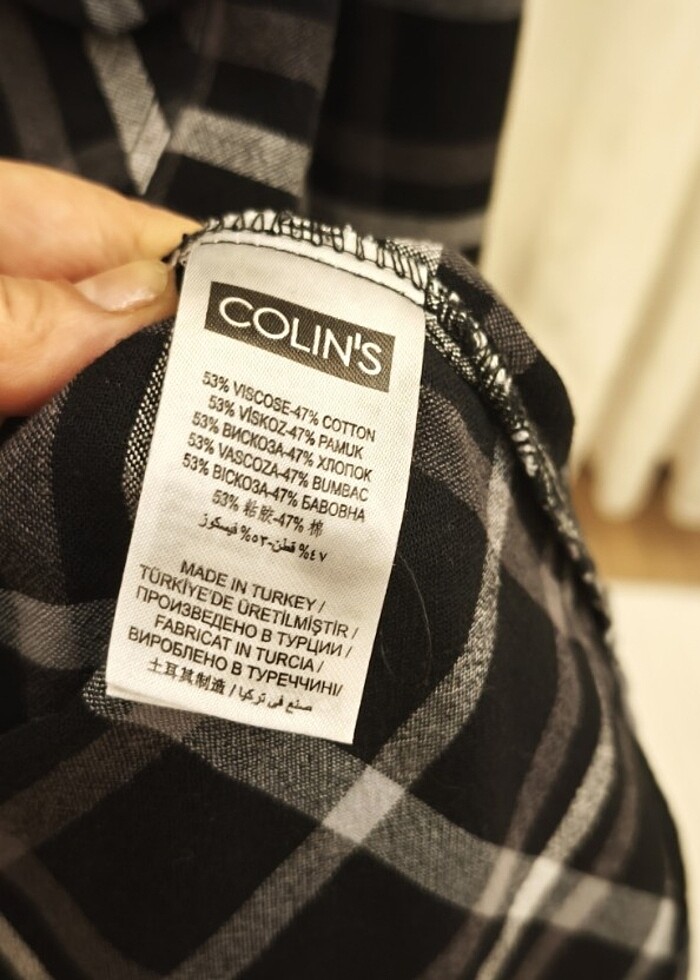 COLIN'S
53% VISCOSE-47% COTTON
53% VİSKOZ-47% PAMUK
53% ВИСКОЗА-47% ХЛОПОК
53% VASCOZA-47% BUMBAC
53% ВІСКОЗА-47% БАВОВНА
53% 粘胶-47% 棉
٤٧% قطن-٥٣% فيسكوز
MADE IN TURKEY /
TÜRKİYE'DE ÜRETİLMİŞTİR /
ПРОИЗВЕДЕНО В ТУРЦИИ /
FABRICAT IN TURCIA /
ВИРОБЛЕНО В ТУРЕЧЧИНІ/
土耳其制造 / صنع في تركيا